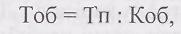 Тоб = Тп : Коб,